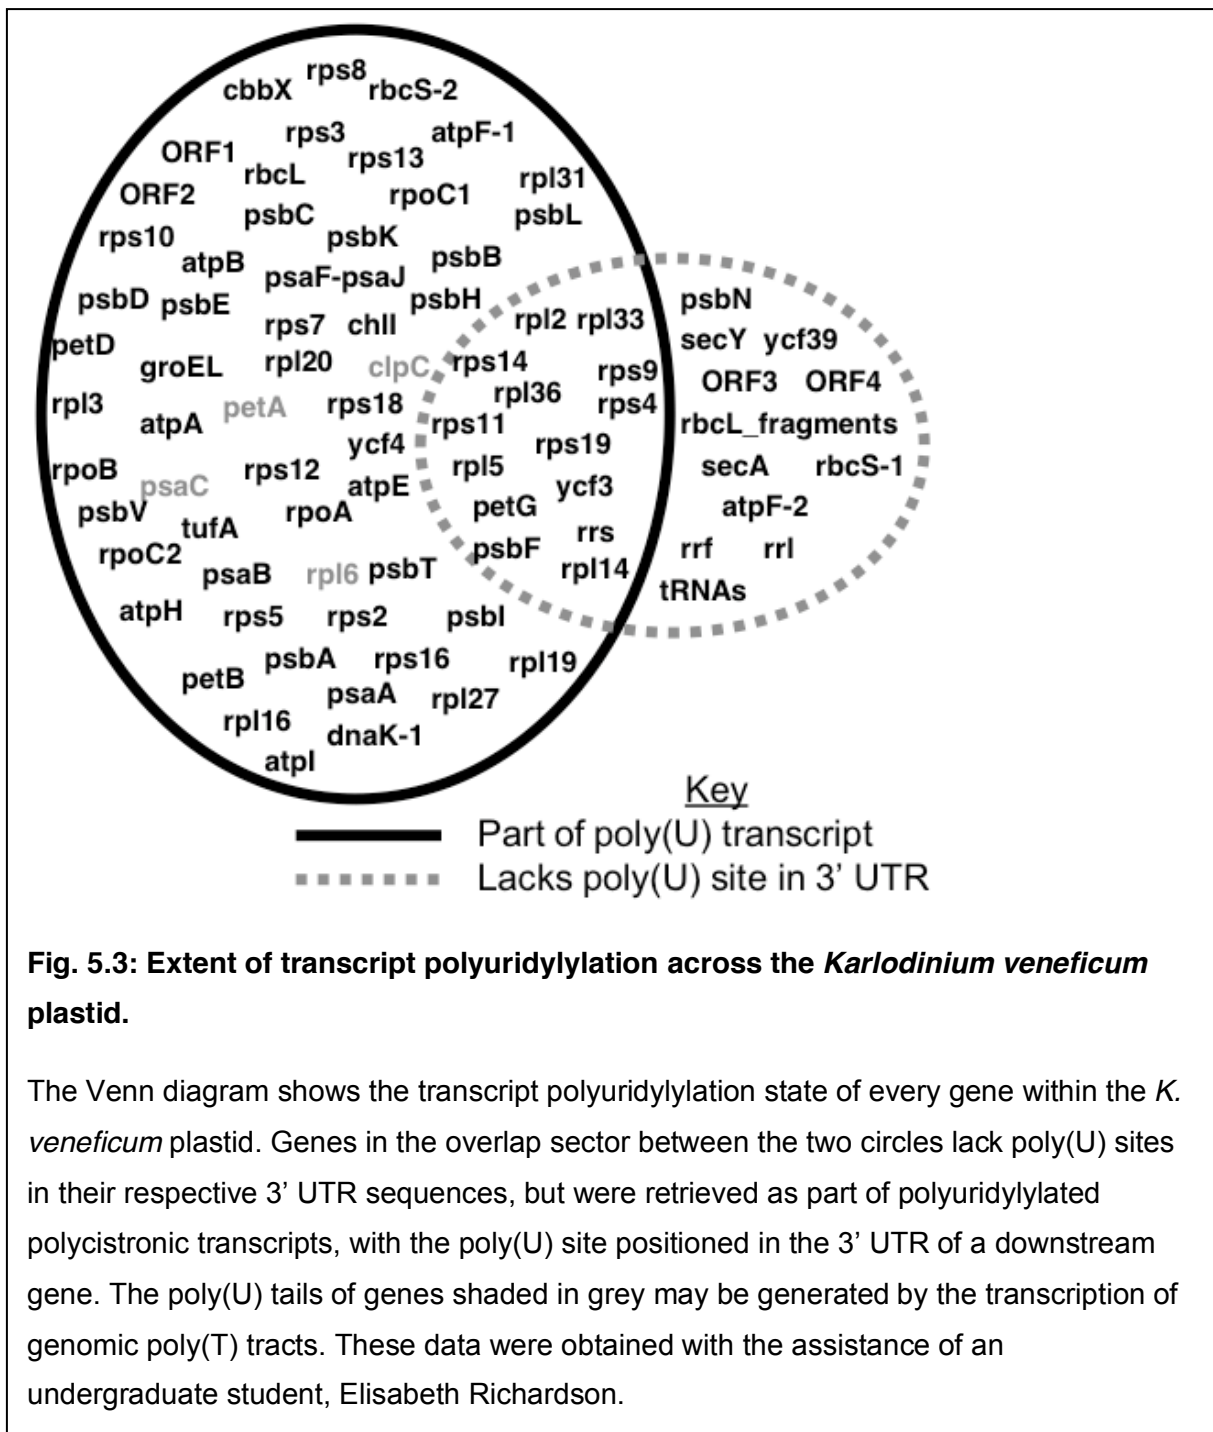 rps8
cbbX rbcS-2
rps3 atpF-1
ORF1 rps13
rbcL rpl31
ORF2 rpoC1
psbC psbL
rps10 psbK
atpB psbB
psaF-psaJ
psbD psbE psbH psbN
rps7 chlI rpl2 rpl33
petD secY ycf39
groEL rpl20 clpC rps14 rps9
ORF3 ORF4
rpl36
rpl3 petA rps18 rps4
atpA rps11 rbcL_fragments
ycf4 rps19
rpoB rps12 rpl5 secA rbcS-1
psaC atpE ycf3
psbV rpoA petG atpF-2
tufA rrs
rpoC2 psbF rrf rrl
psaB rpl6 psbT rpl14
tRNAs
atpH rps5 rps2 psbI
psbA rps16 rpl19
petB
psaA rpl27
rpl16
dnaK-1
atpI
Key
Part of poly(U) transcript
Lacks poly(U) site in 3’ UTR
Fig. 5.3: Extent of transcript polyuridylylation across the Karlodinium veneficum
plastid.
The Venn diagram shows the transcript polyuridylylation state of every gene within the K.
veneficum plastid. Genes in the overlap sector between the two circles lack poly(U) sites
in their respective 3’ UTR sequences, but were retrieved as part of polyuridylylated
polycistronic transcripts, with the poly(U) site positioned in the 3’ UTR of a downstream
gene. The poly(U) tails of genes shaded in grey may be generated by the transcription of
genomic poly(T) tracts. These data were obtained with the assistance of an
undergraduate student, Elisabeth Richardson.